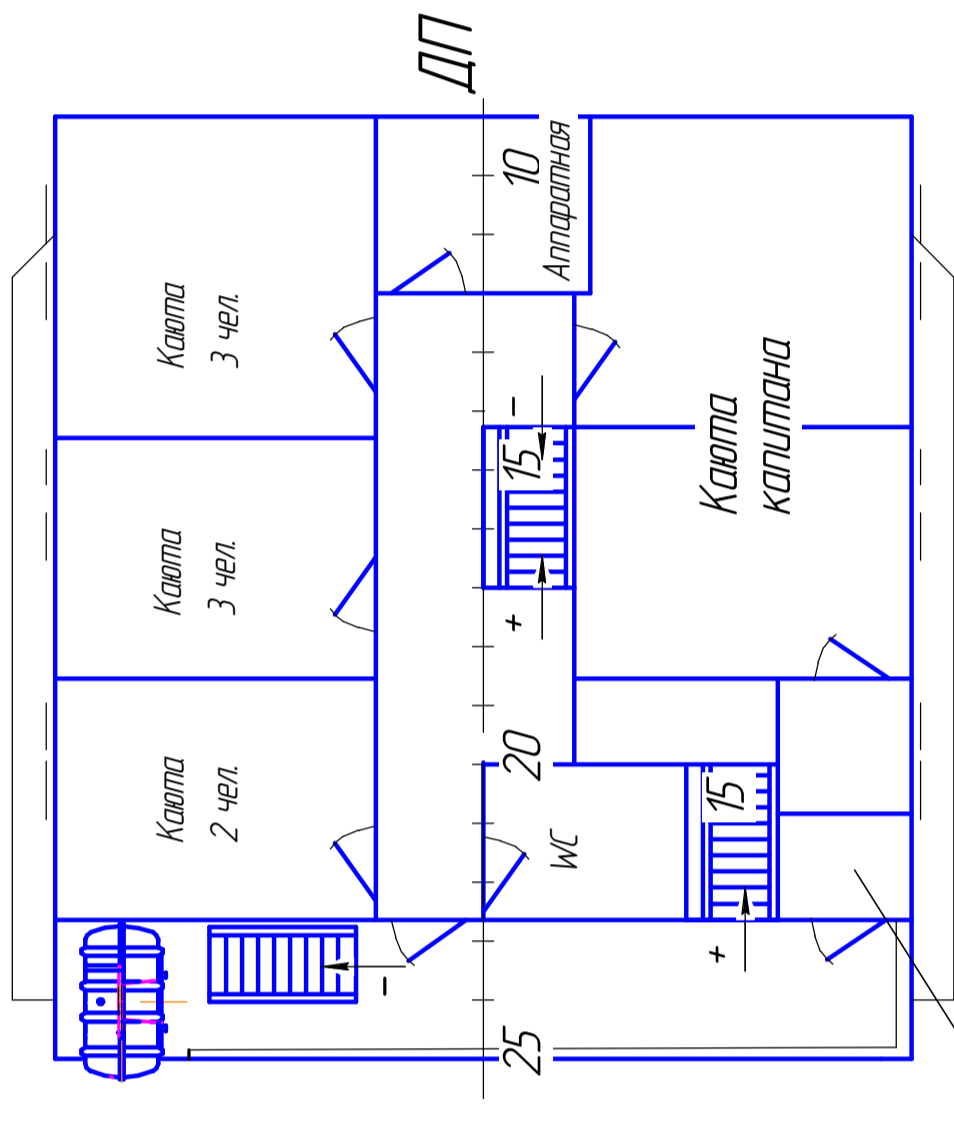 ДП
10
Аппаратная
Каюта
3 чел.
15
-
+
Каюта
капитана
Каюта
3 чел.
20
Каюта
2 чел.
WC
15
+
-
25